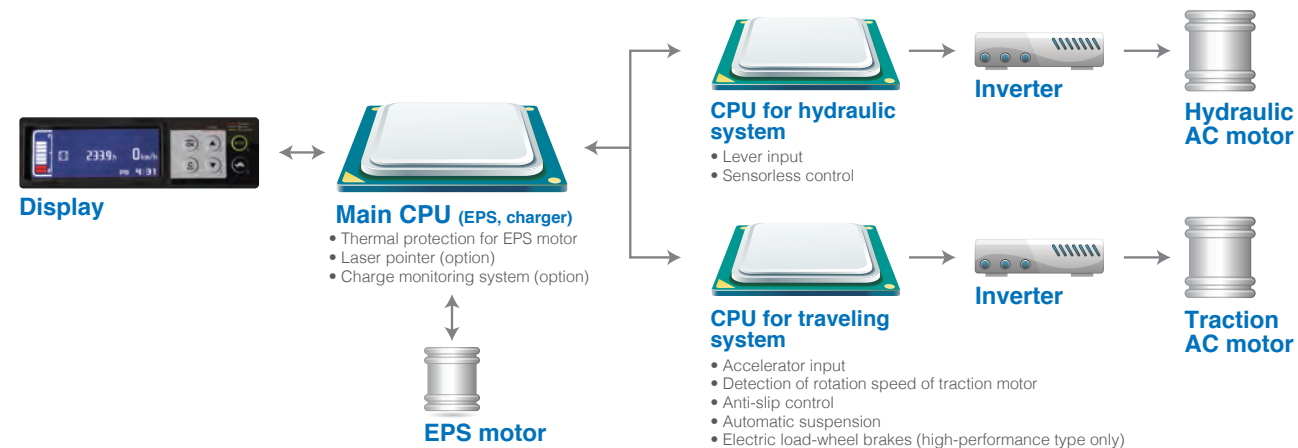 2339h 0km/h
PM 4:31
Display
Main CPU (EPS, charger)
• Thermal protection for EPS motor
• Laser pointer (option)
• Charge monitoring system (option)
EPS motor
CPU for hydraulic
system
• Lever input
• Sensorless control
Inverter
Hydraulic
AC motor
CPU for traveling
system
• Accelerator input
• Detection of rotation speed of traction motor
• Anti-slip control
• Automatic suspension
• Electric load-wheel brakes (high-performance type only)
Inverter
Traction
AC motor